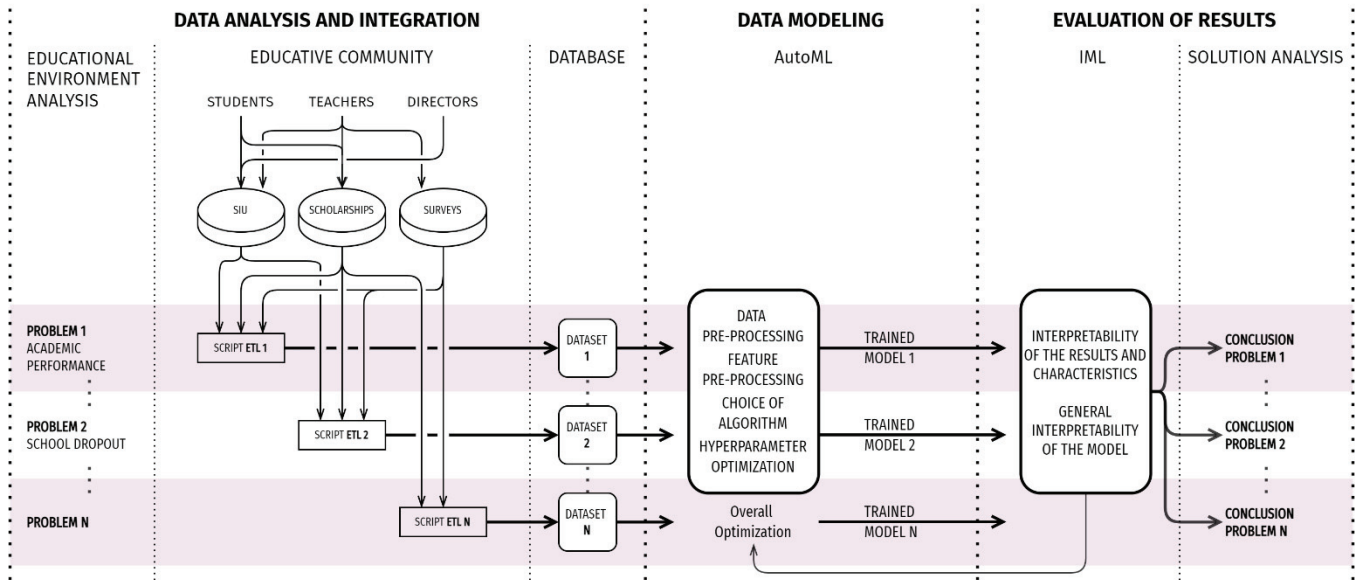 DATA ANALYSIS AND INTEGRATION
DATA MODELING
EVALUATION OF RESULTS
EDUCATIONAL
ENVIRONMENT
ANALYSIS
EDUCATIVE COMMUNITY
DATABASE
AutoML
IML
SOLUTION ANALYSIS
STUDENTS
TEACHERS
DIRECTORS
SIU
SCHOLARSHIPS
SURVEYS
PROBLEM 1
ACADEMIC
PERFORMANCE
SCRIPT ETL 1
DATASET
1
PROBLEM 2
SCHOOL DROPOUT
SCRIPT ETL 2
DATASET
2
PROBLEM N
SCRIPT ETL N
DATASET
N
DATA
PRE-PROCESSING
FEATURE
PRE-PROCESSING
CHOICE OF
ALGORITHM
HYPERPARAMETER
OPTIMIZATION
Overall
Optimization
TRAINED
MODEL 1
TRAINED
MODEL 2
TRAINED
MODEL N
INTERPRETABILITY
OF THE RESULTS AND
CHARACTERISTICS
GENERAL
INTERPRETABILITY
OF THE MODEL
CONCLUSION
PROBLEM 1
CONCLUSION
PROBLEM 2
CONCLUSION
PROBLEM N